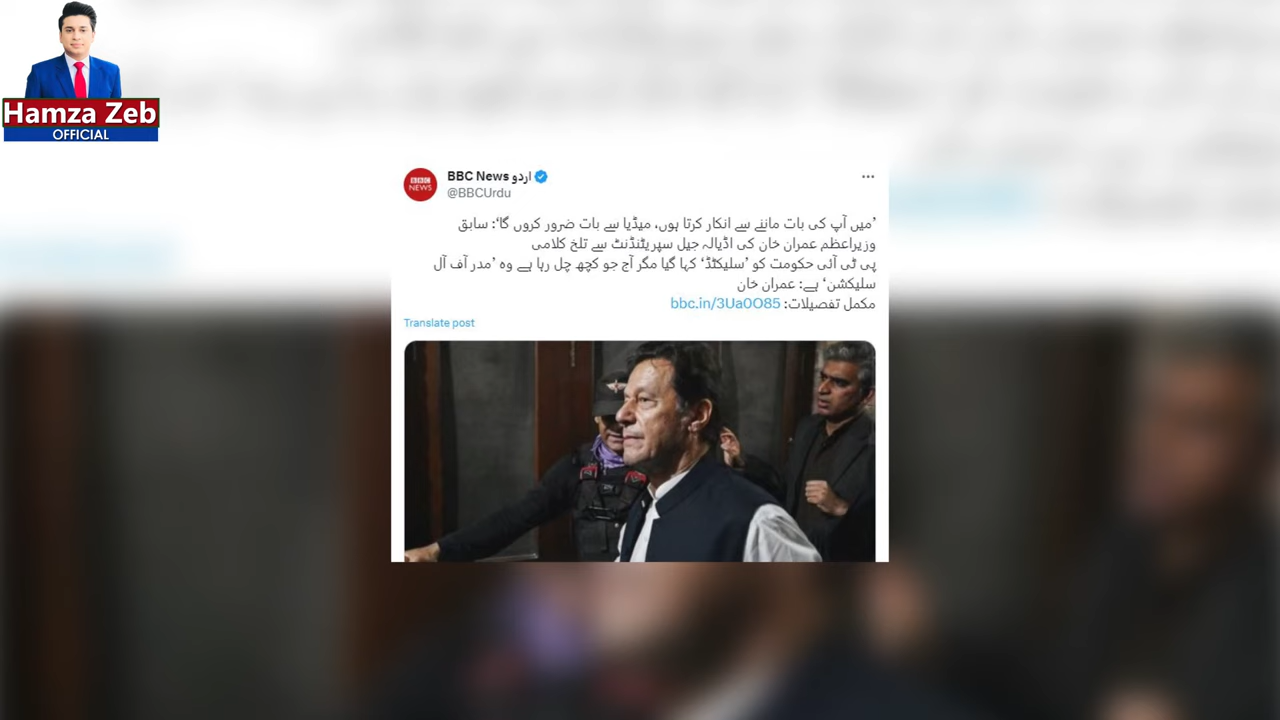 Hamza Zeb
OFFICIAL
BBC NEWS
BBC News اردو
@BBCUrdu
’میں آپ کی بات ماننے سے انکار کرتا ہوں، میڈیا سے بات ضرور کروں گا‘: سابق
وزیراعظم عمران خان کی اڈیالہ جیل سپریٹنڈنٹ سے تلخ کلامی
پی ٹی آئی حکومت کو ’سلیکٹڈ‘ کہا گیا مگر آج جو کچھ چل رہا ہے وہ ’مدر آف آل
سلیکشن‘ ہے: عمران خان
مکمل تفصیلات: bbc.in/3Ua0O85
Translate post